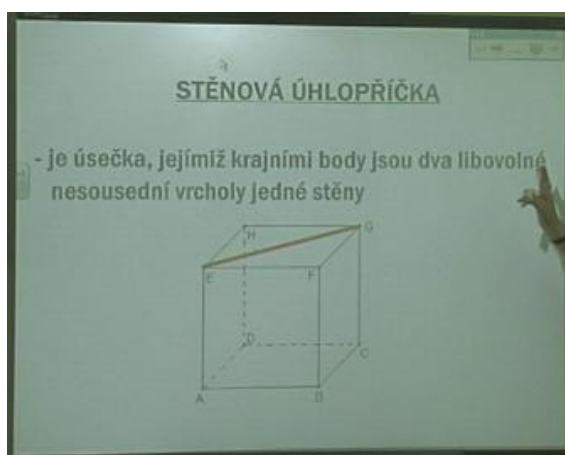 STĚNOVÁ ÚHLOPŘÍČKA
- je úsečka, jejímiž krajními body jsou dva libovolné
nesousední vrcholy jedné stěny
H
G
E
F
D
C
A
B